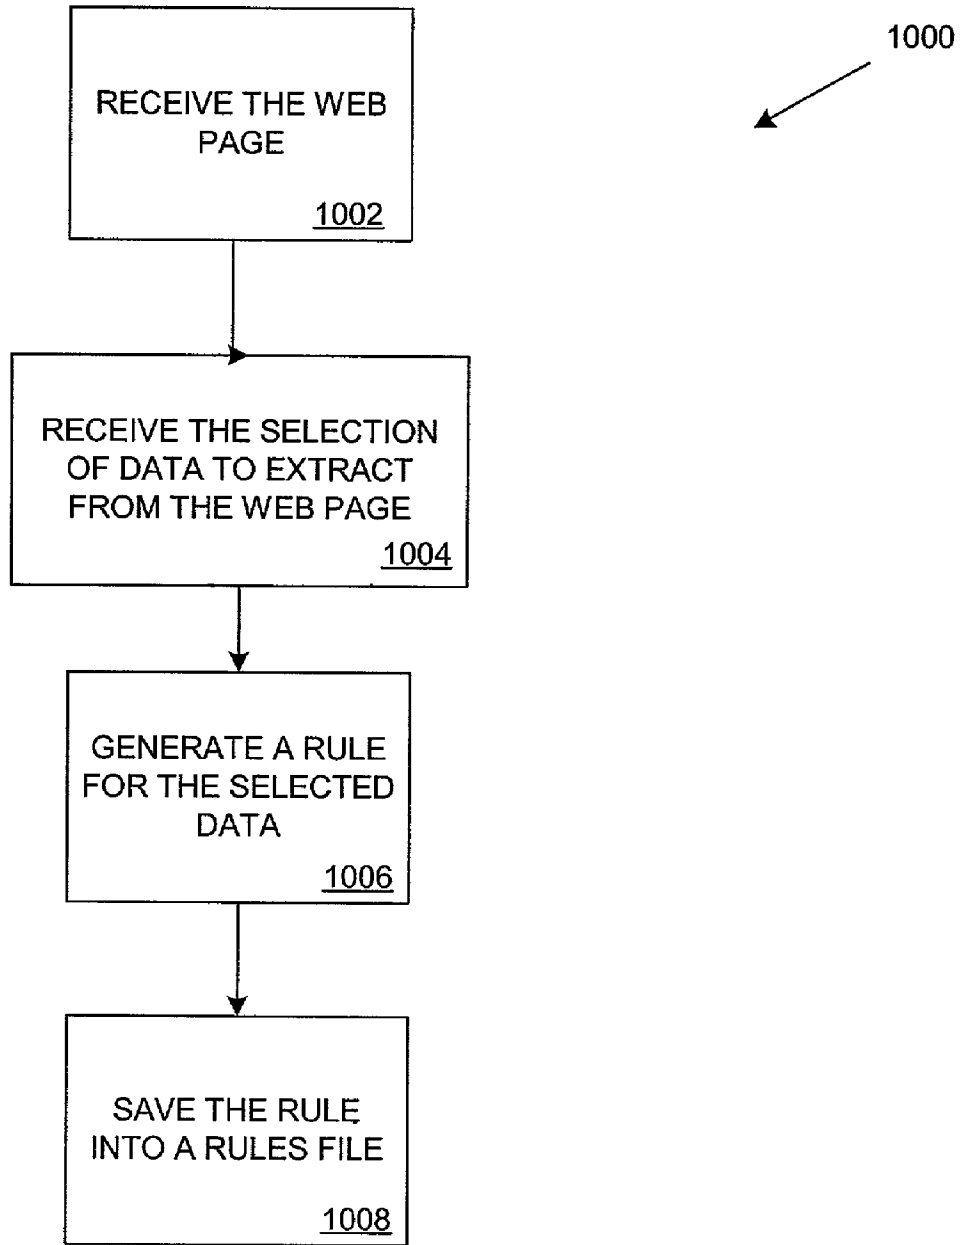 1000
RECEIVE THE WEB
PAGE
1002
RECEIVE THE SELECTION
OF DATA TO EXTRACT
FROM THE WEB PAGE
1004
GENERATE A RULE
FOR THE SELECTED
DATA
1006
SAVE THE RULE
INTO A RULES FILE
1008